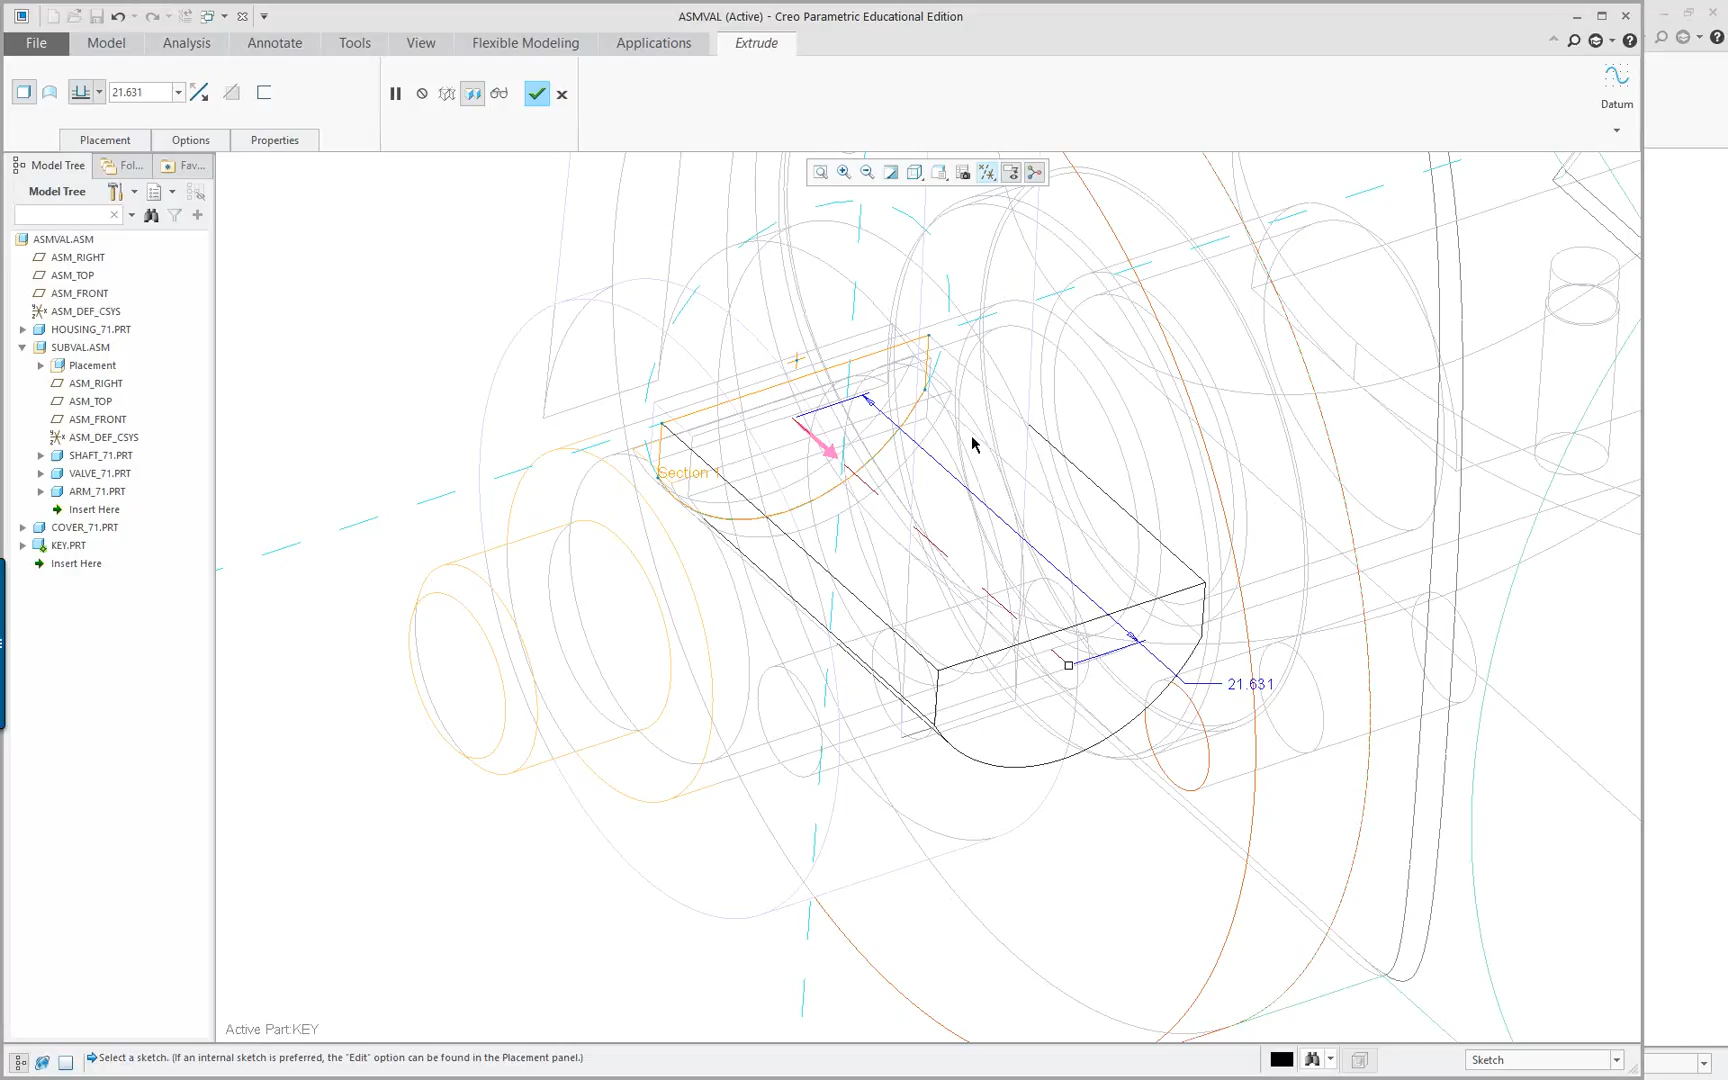 ASMVAL (Active) - Creo Parametric Educational Edition
File Model Analysis Annotate Tools View Flexible Modeling Applications Extrude
21.631
Datum
Placement Options Properties
Model Tree Fol... Fav...
Model Tree
ASMVAL.ASM
ASM_RIGHT
ASM_TOP
ASM_FRONT
ASM_DEF_CSYS
HOUSING_71.PRT
SUBVAL.ASM
Placement
ASM_RIGHT
ASM_TOP
ASM_FRONT
ASM_DEF_CSYS
SHAFT_71.PRT
VALVE_71.PRT
ARM_71.PRT
Insert Here
COVER_71.PRT
KEY.PRT
Insert Here
Section 1
21.631
Active Part:KEY
Select a sketch. (If an internal sketch is preferred, the "Edit" option can be found in the Placement panel.)
Sketch